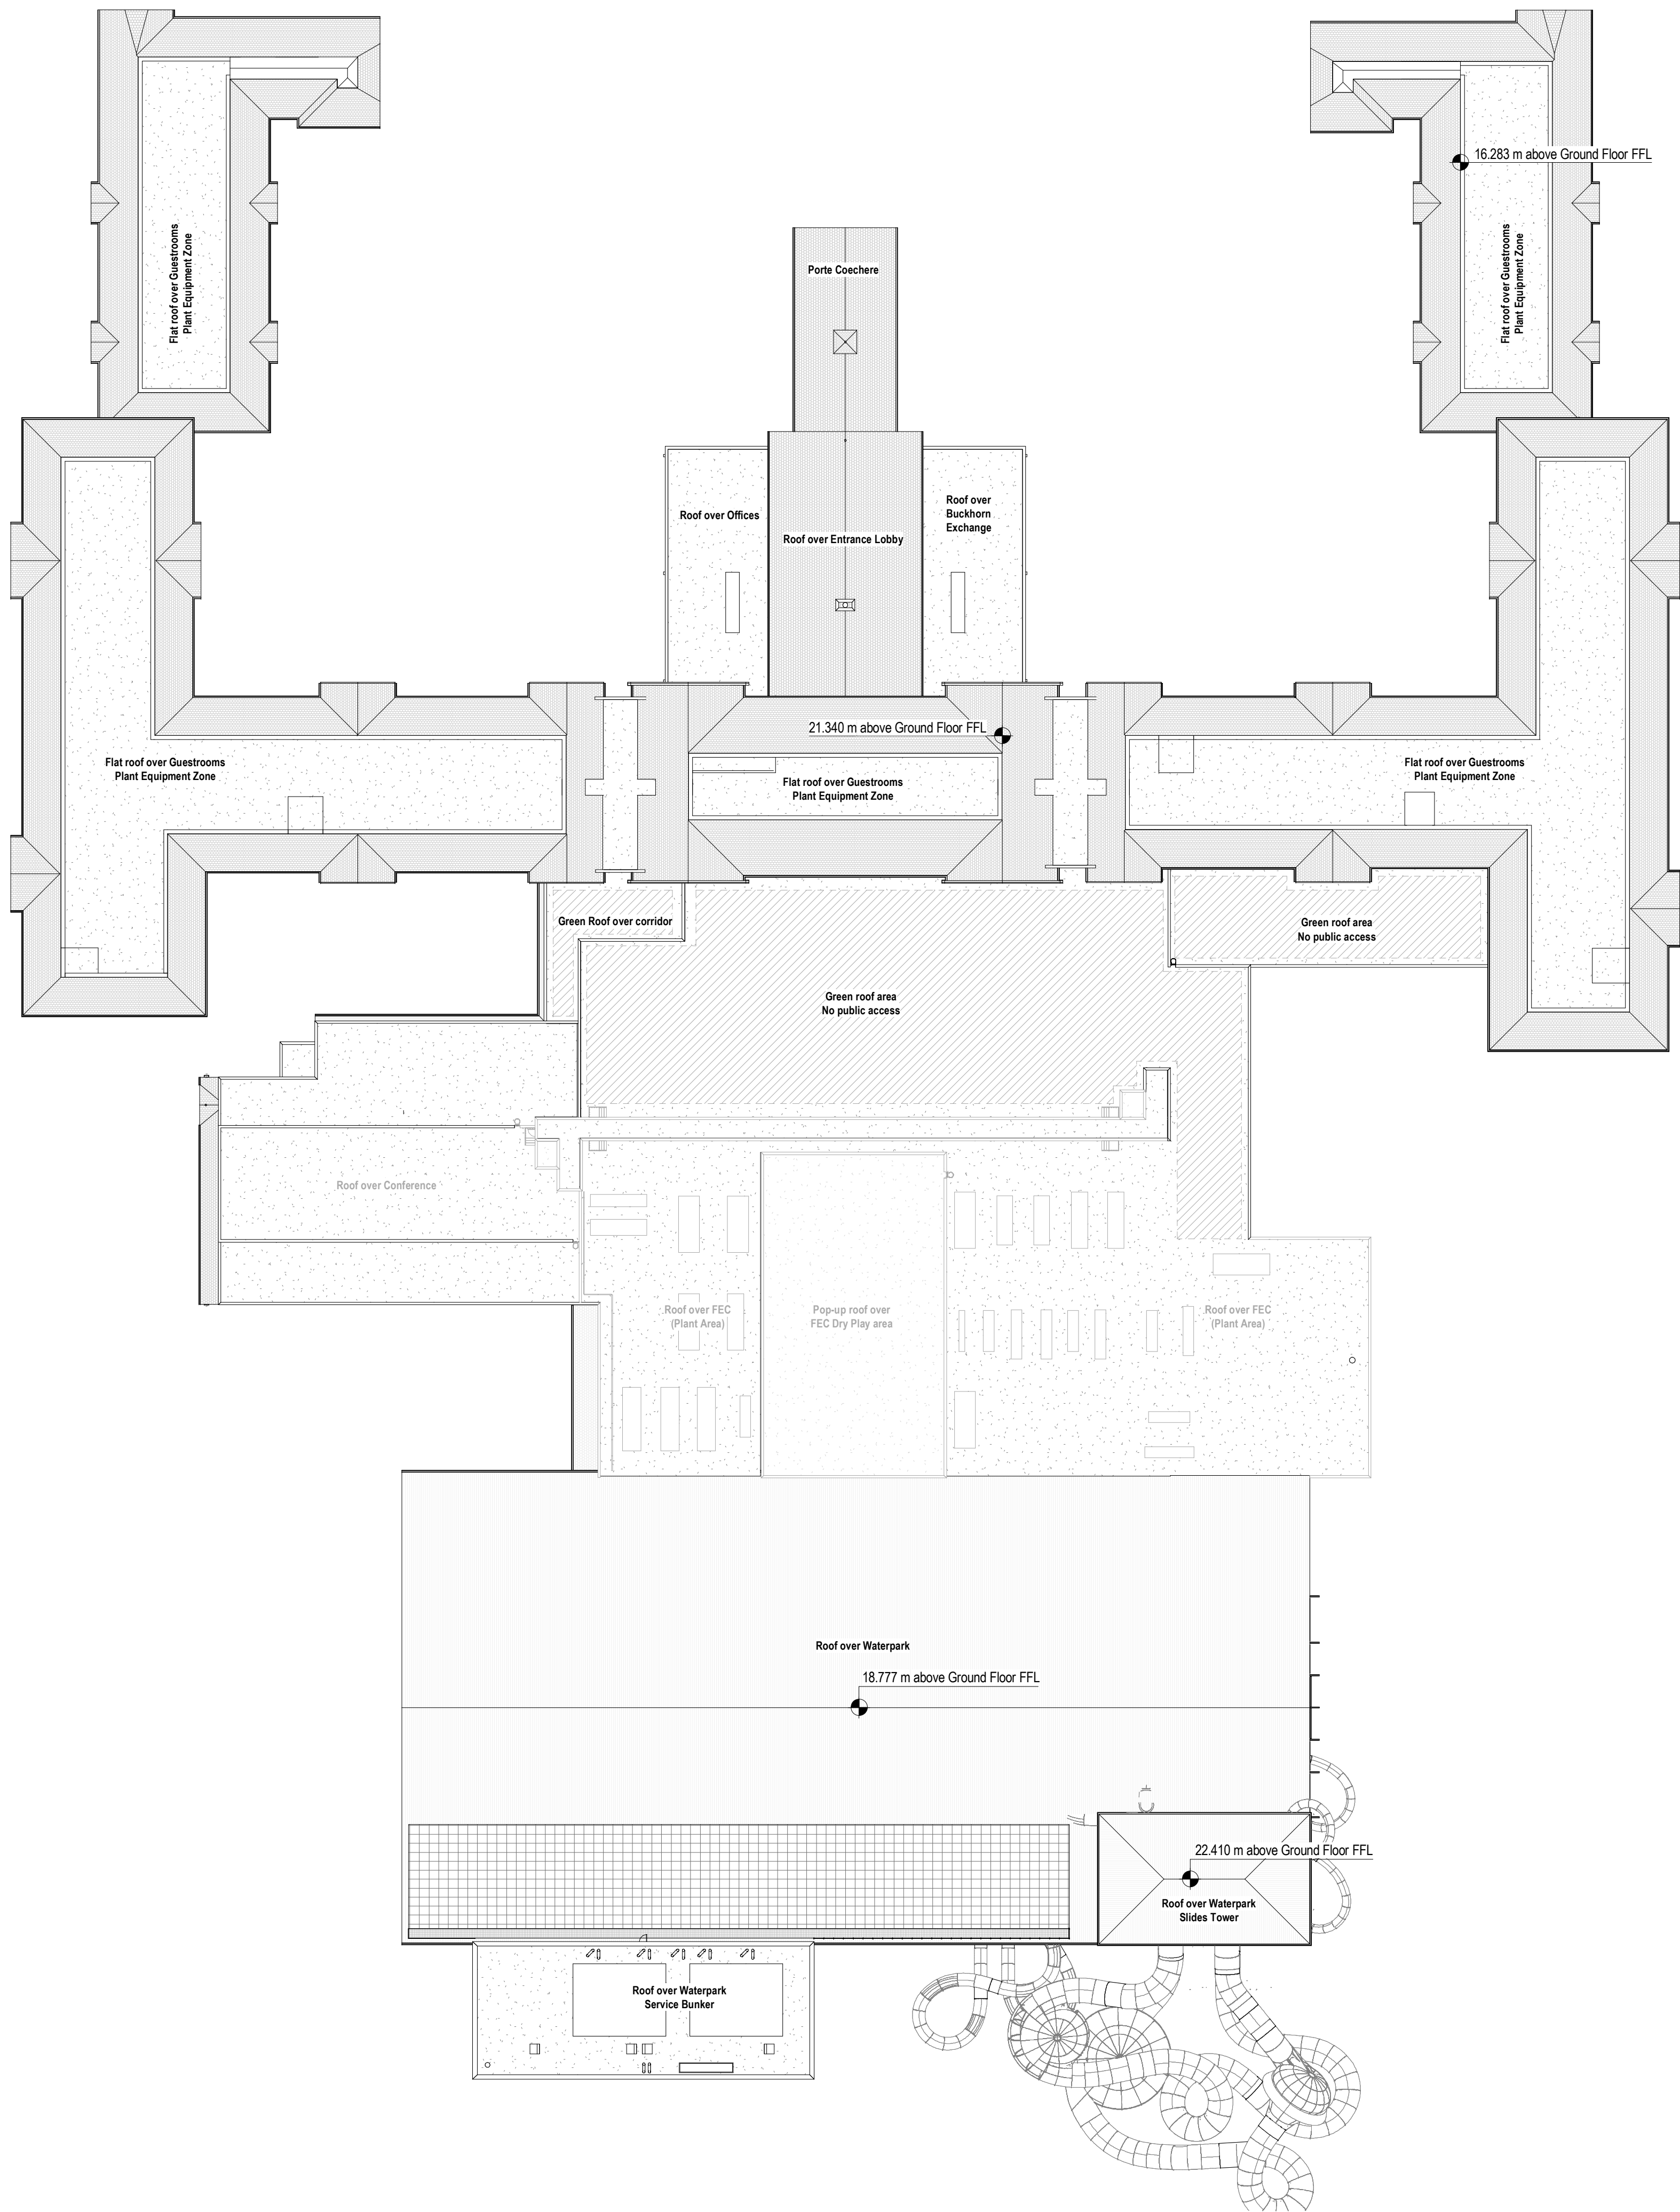 16.283 m above Ground Floor FFL
Flat roof over Guestrooms
Plant Equipment Zone
Flat roof over Guestrooms
Plant Equipment Zone
Porte Coechere
Roof over Offices
Roof over Entrance Lobby
Roof over
Buckhorn
Exchange
21.340 m above Ground Floor FFL
Flat roof over Guestrooms
Plant Equipment Zone
Flat roof over Guestrooms
Plant Equipment Zone
Flat roof over Guestrooms
Plant Equipment Zone
Green Roof over corridor
Green roof area
No public access
Green roof area
No public access
Roof over Conference
Roof over FEC
(Plant Area)
Pop-up roof over
FEC Dry Play area
Roof over FEC
(Plant Area)
Roof over Waterpark
18.777 m above Ground Floor FFL
22.410 m above Ground Floor FFL
Roof over Waterpark
Slides Tower
Roof over Waterpark
Service Bunker